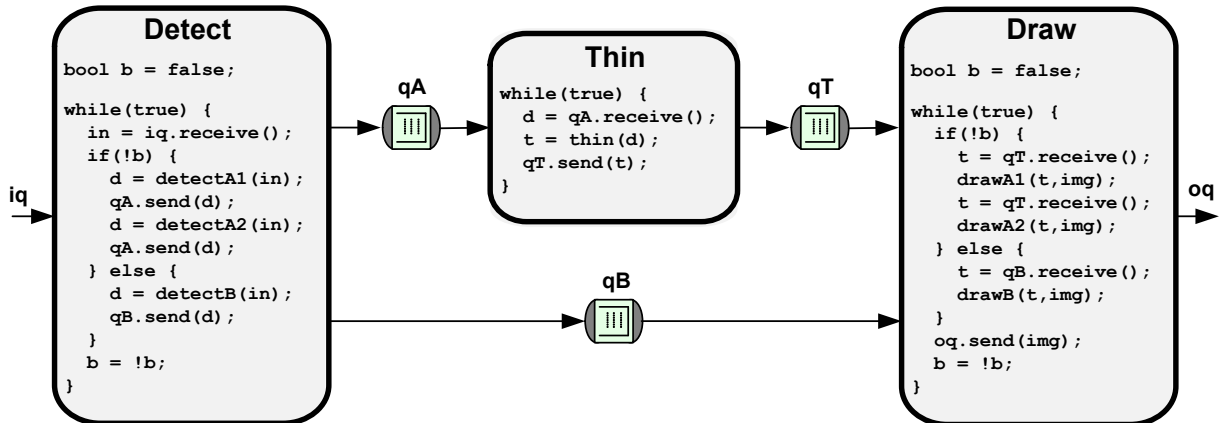 iq
Detect
bool b = false;
while(true) {
in = iq.receive();
if(!b) {
d = detectA1(in);
qA.send(d);
d = detectA2(in);
qA.send(d);
} else {
d = detectB(in);
qB.send(d);
}
b = !b;
}
qA
Thin
while(true) {
d = qA.receive();
t = thin(d);
qT.send(t);
}
qT
qB
Draw
bool b = false;
while(true) {
if(!b) {
t = qT.receive();
drawA1(t,img);
t = qT.receive();
drawA2(t,img);
} else {
t = qB.receive();
drawB(t,img);
}
oq.send(img);
b = !b;
}
oq